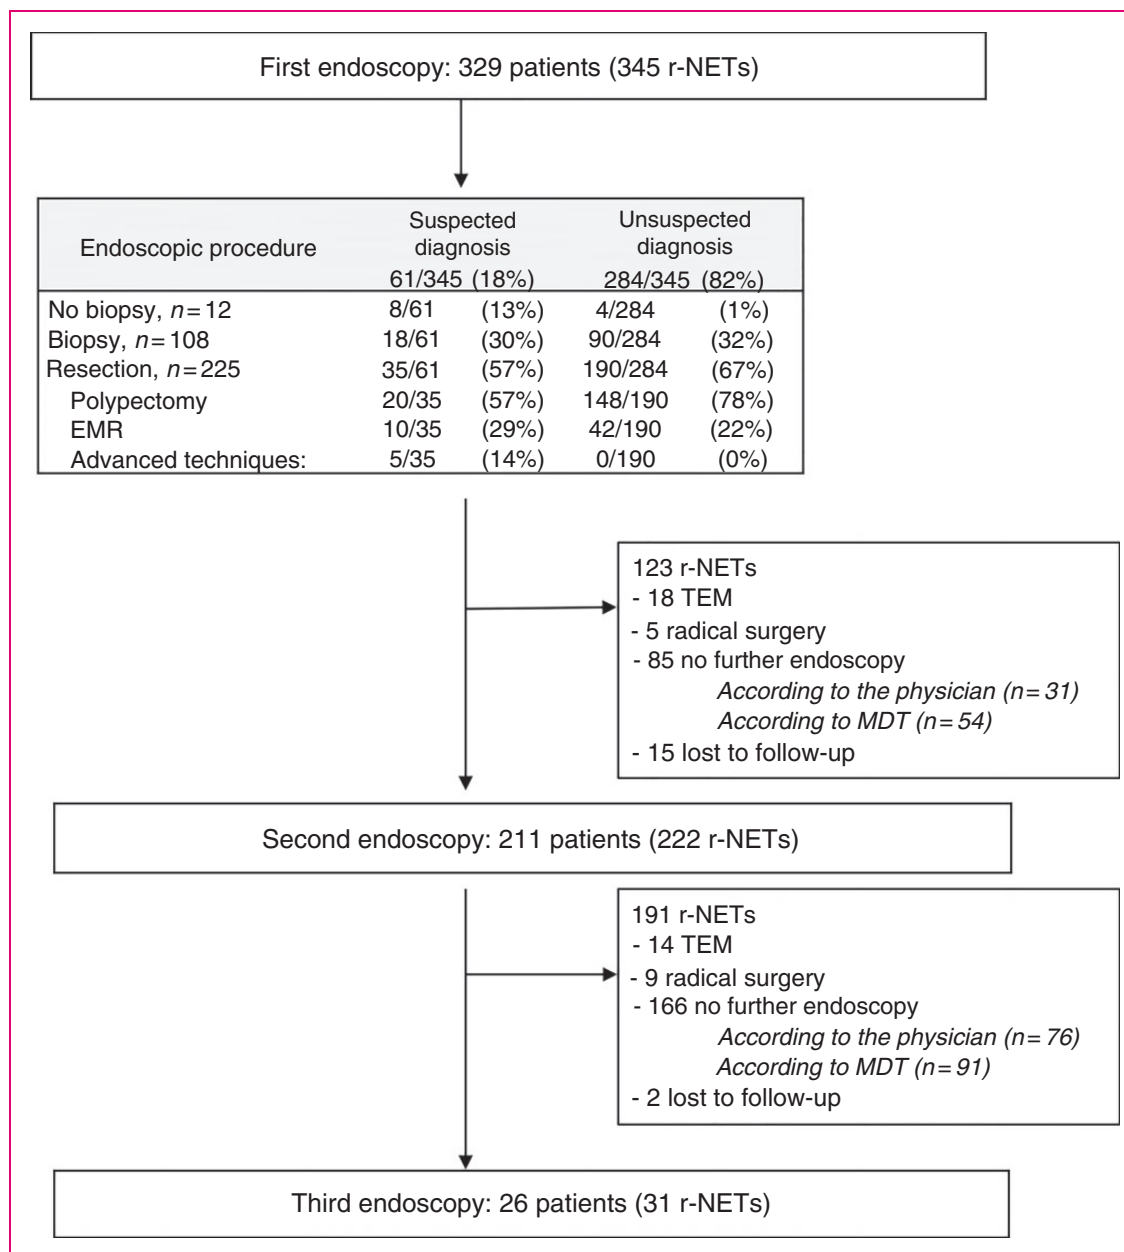 First endoscopy: 329 patients (345 r-NETs)
Endoscopic procedure
Suspected
diagnosis
61/345 (18%)
Unsuspected
diagnosis
284/345 (82%)
No biopsy, n=12 8/61 (13%) 4/284 (1%)
Biopsy, n=108 18/61 (30%) 90/284 (32%)
Resection, n=225 35/61 (57%) 190/284 (67%)
Polypectomy 20/35 (57%) 148/190 (78%)
EMR 10/35 (29%) 42/190 (22%)
Advanced techniques: 5/35 (14%) 0/190 (0%)
123 r-NETs
- 18 TEM
- 5 radical surgery
- 85 no further endoscopy
According to the physician (n=31)
According to MDT (n=54)
- 15 lost to follow-up
Second endoscopy: 211 patients (222 r-NETs)
191 r-NETs
- 14 TEM
- 9 radical surgery
- 166 no further endoscopy
According to the physician (n=76)
According to MDT (n=91)
- 2 lost to follow-up
Third endoscopy: 26 patients (31 r-NETs)